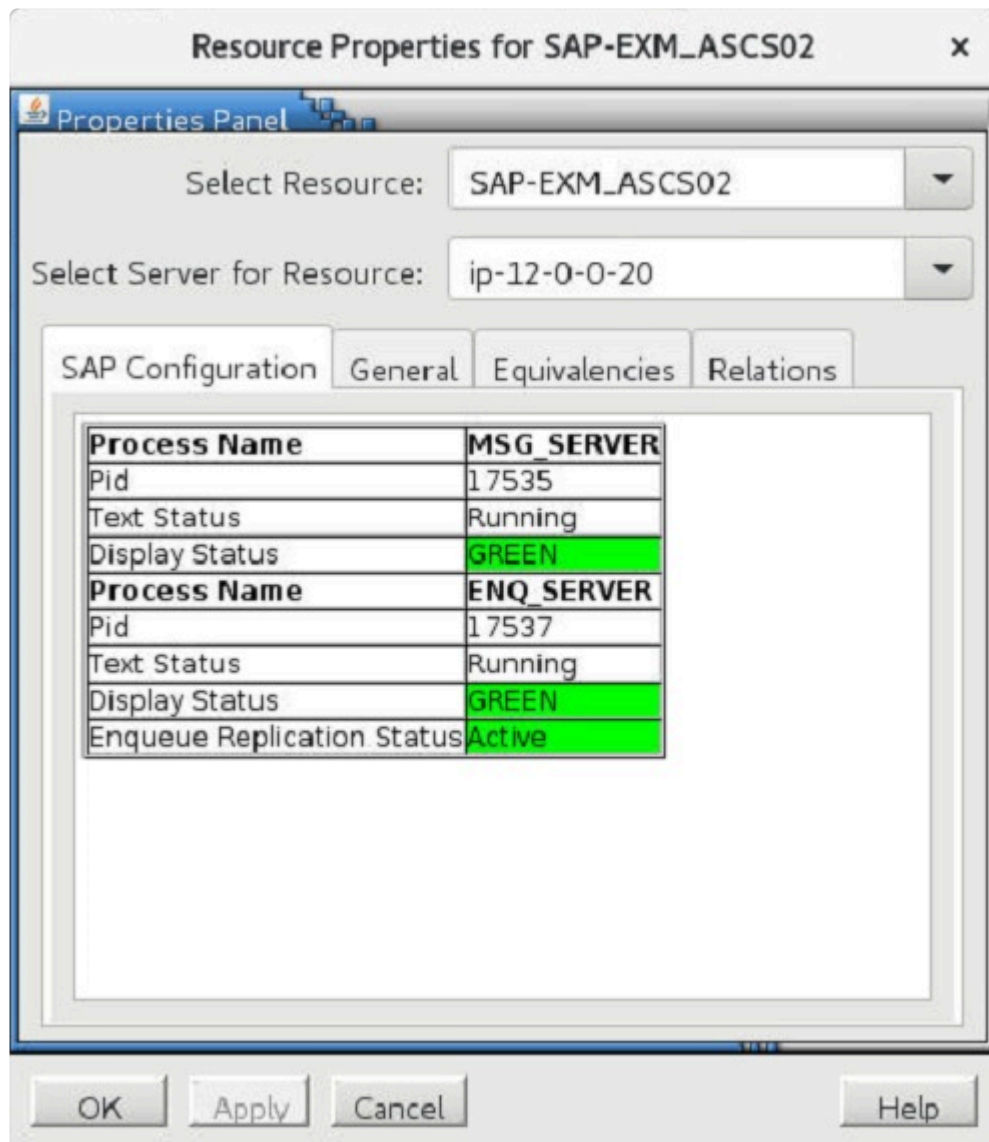 Resource Properties for SAP-EXM_ASCS02 x
Properties Panel
Select Resource: SAP-EXM_ASCS02
Select Server for Resource: ip-12-0-0-20
SAP Configuration General Equivalencies Relations
Process Name MSG_SERVER
Pid 17535
Text Status Running
Display Status GREEN
Process Name ENQ_SERVER
Pid 17537
Text Status Running
Display Status GREEN
Enqueue Replication Status Active
OK Apply Cancel Help